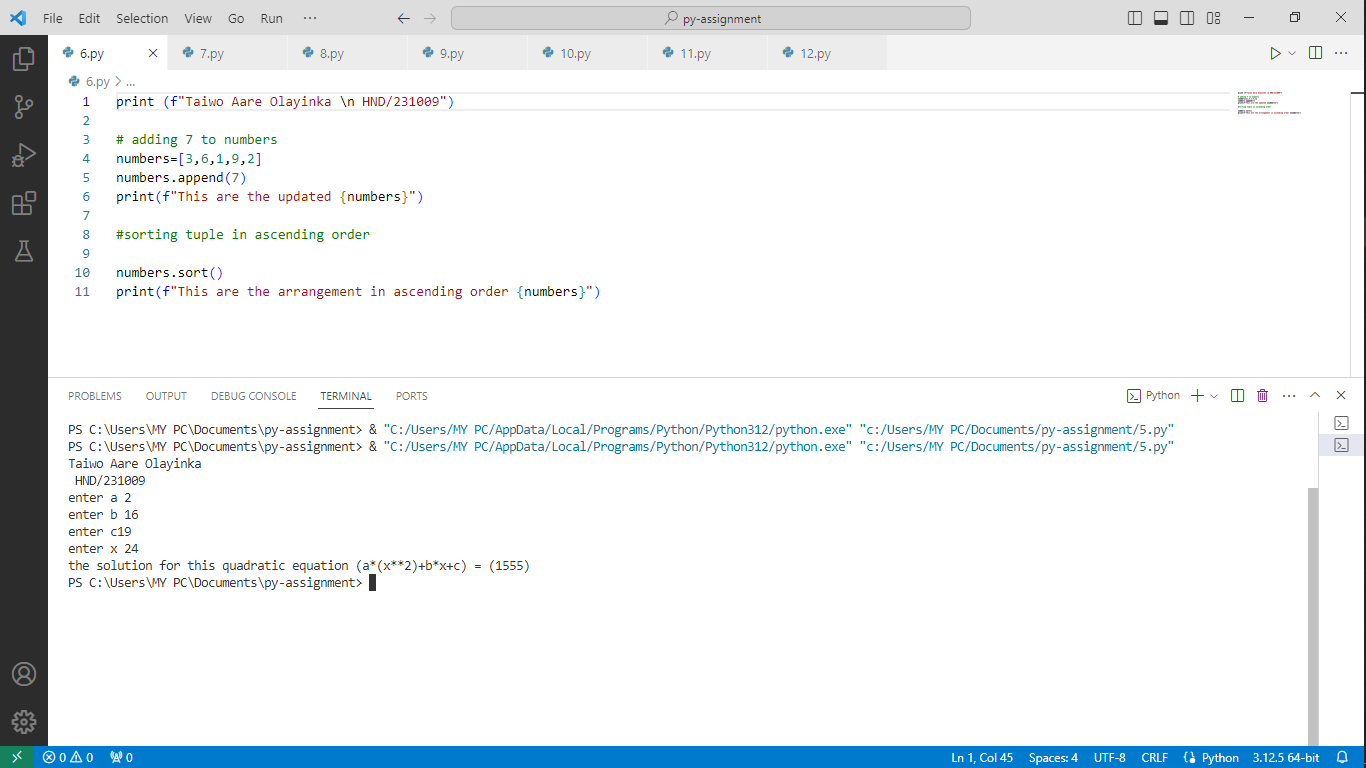 File Edit Selection View Go Run ··· py-assignment
6.py 7.py 8.py 9.py 10.py 11.py 12.py
6.py > ...
1 print (f"Taiwo Aare Olayinka \n HND/231009")
2
3 # adding 7 to numbers
4 numbers=[3,6,1,9,2]
5 numbers.append(7)
6 print(f"This are the updated {numbers}")
7
8 #sorting tuple in ascending order
9
10 numbers.sort()
11 print(f"This are the arrangement in ascending order {numbers}")
PROBLEMS OUTPUT DEBUG CONSOLE TERMINAL PORTS Python
PS C:\Users\MY PC\Documents\py-assignment> & "C:/Users/MY PC/AppData/Local/Programs/Python/Python312/python.exe" "c:/Users/MY PC/Documents/py-assignment/5.py"
PS C:\Users\MY PC\Documents\py-assignment> & "C:/Users/MY PC/AppData/Local/Programs/Python/Python312/python.exe" "c:/Users/MY PC/Documents/py-assignment/5.py"
Taiwo Aare Olayinka
 HND/231009
enter a 2
enter b 16
enter c19
enter x 24
the solution for this quadratic equation (a*(x**2)+b*x+c) = (1555)
PS C:\Users\MY PC\Documents\py-assignment>
0 0 0 Ln 1, Col 45 Spaces: 4 UTF-8 CRLF Python 3.12.5 64-bit